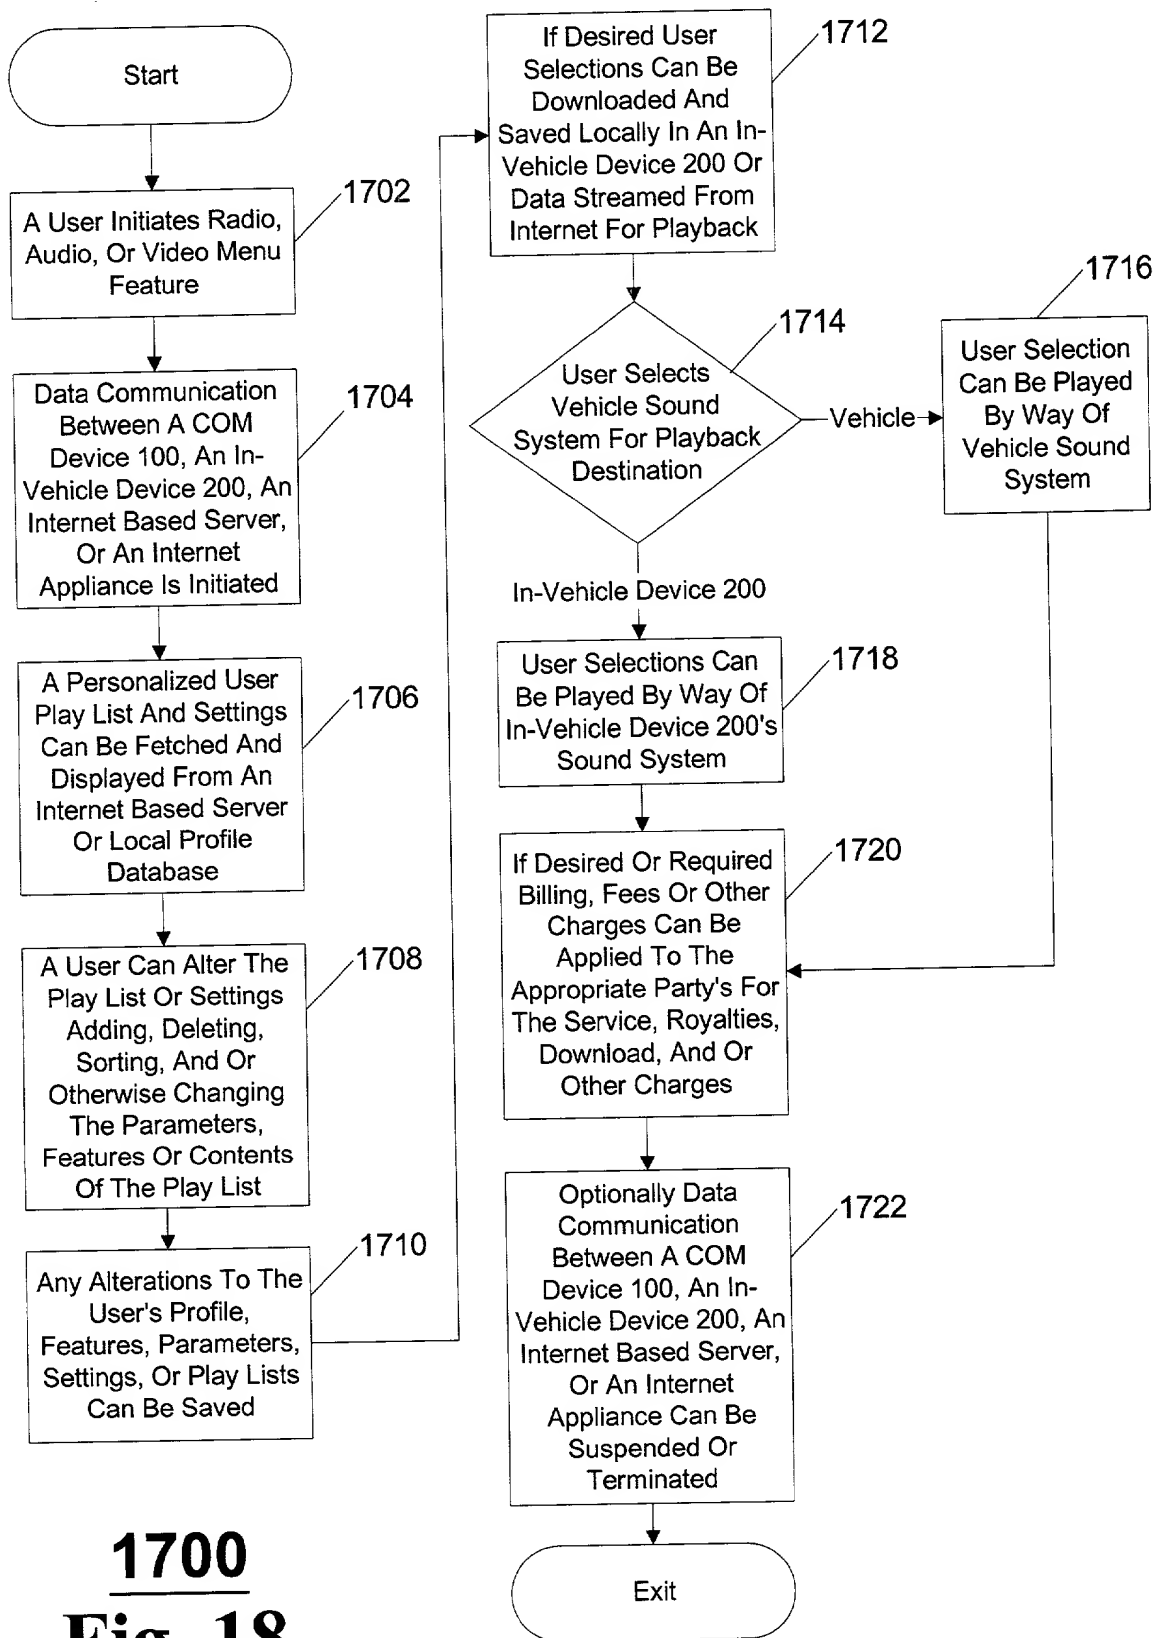 Start
1702
A User Initiates Radio,
Audio, Or Video Menu
Feature
1704
Data Communication
Between A COM
Device 100, An In-
Vehicle Device 200, An
Internet Based Server,
Or An Internet
Appliance Is Initiated
1706
A Personalized User
Play List And Settings
Can Be Fetched And
Displayed From An
Internet Based Server
Or Local Profile
Database
1708
A User Can Alter The
Play List Or Settings
Adding, Deleting,
Sorting, And Or
Otherwise Changing
The Parameters,
Features Or Contents
Of The Play List
1710
Any Alterations To The
User's Profile,
Features, Parameters,
Settings, Or Play Lists
Can Be Saved
1712
If Desired User
Selections Can Be
Downloaded And
Saved Locally In An In-
Vehicle Device 200 Or
Data Streamed From
Internet For Playback
1714
User Selects
Vehicle Sound
System For Playback
Destination
Vehicle
1716
User Selection
Can Be Played
By Way Of
Vehicle Sound
System
In-Vehicle Device 200
1718
User Selections Can
Be Played By Way Of
In-Vehicle Device 200's
Sound System
1720
If Desired Or Required
Billing, Fees Or Other
Charges Can Be
Applied To The
Appropriate Party's For
The Service, Royalties,
Download, And Or
Other Charges
1722
Optionally Data
Communication
Between A COM
Device 100, An In-
Vehicle Device 200, An
Internet Based Server,
Or An Internet
Appliance Can Be
Suspended Or
Terminated
Exit
1700
Fig. 18